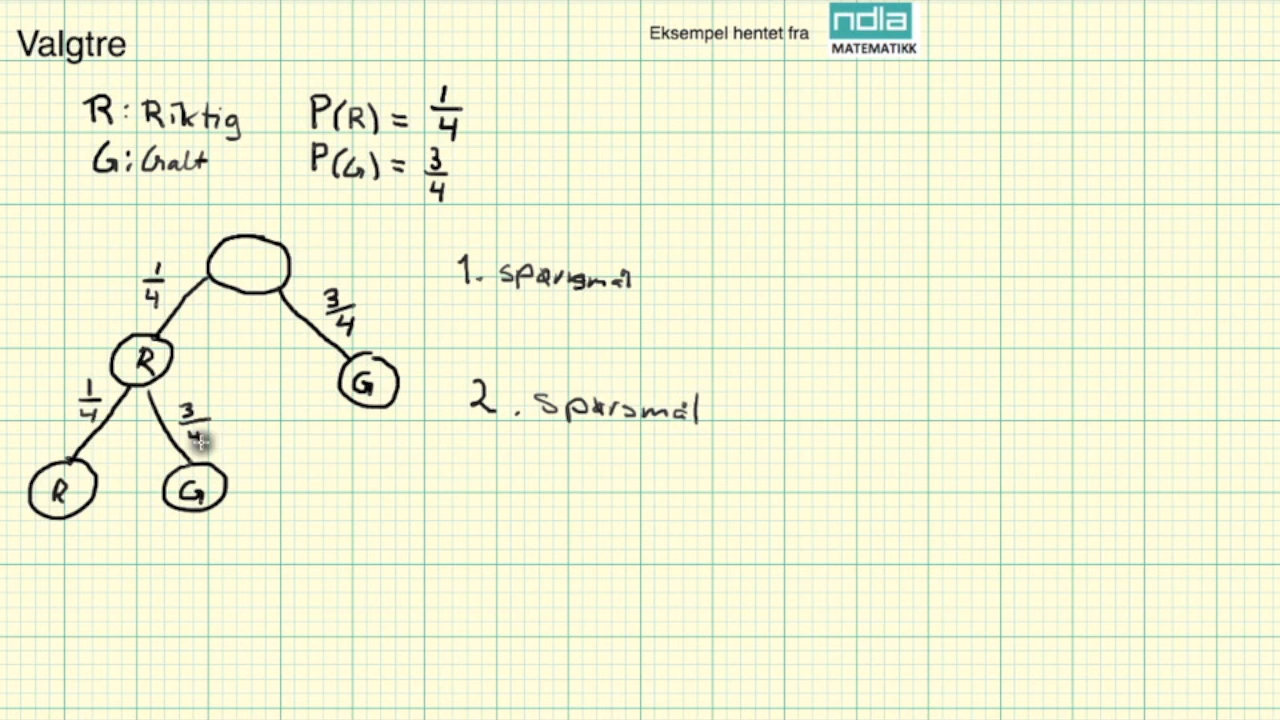 Valgtre
Eksempel hentet fra
ndla
MATEMATIKK
R: Riktig P(R) = 1/4
G: Galt P(G) = 3/4
1/4
3/4
1. spørsmål
R
G
1/4
3/4
2. spørsmål
R
G